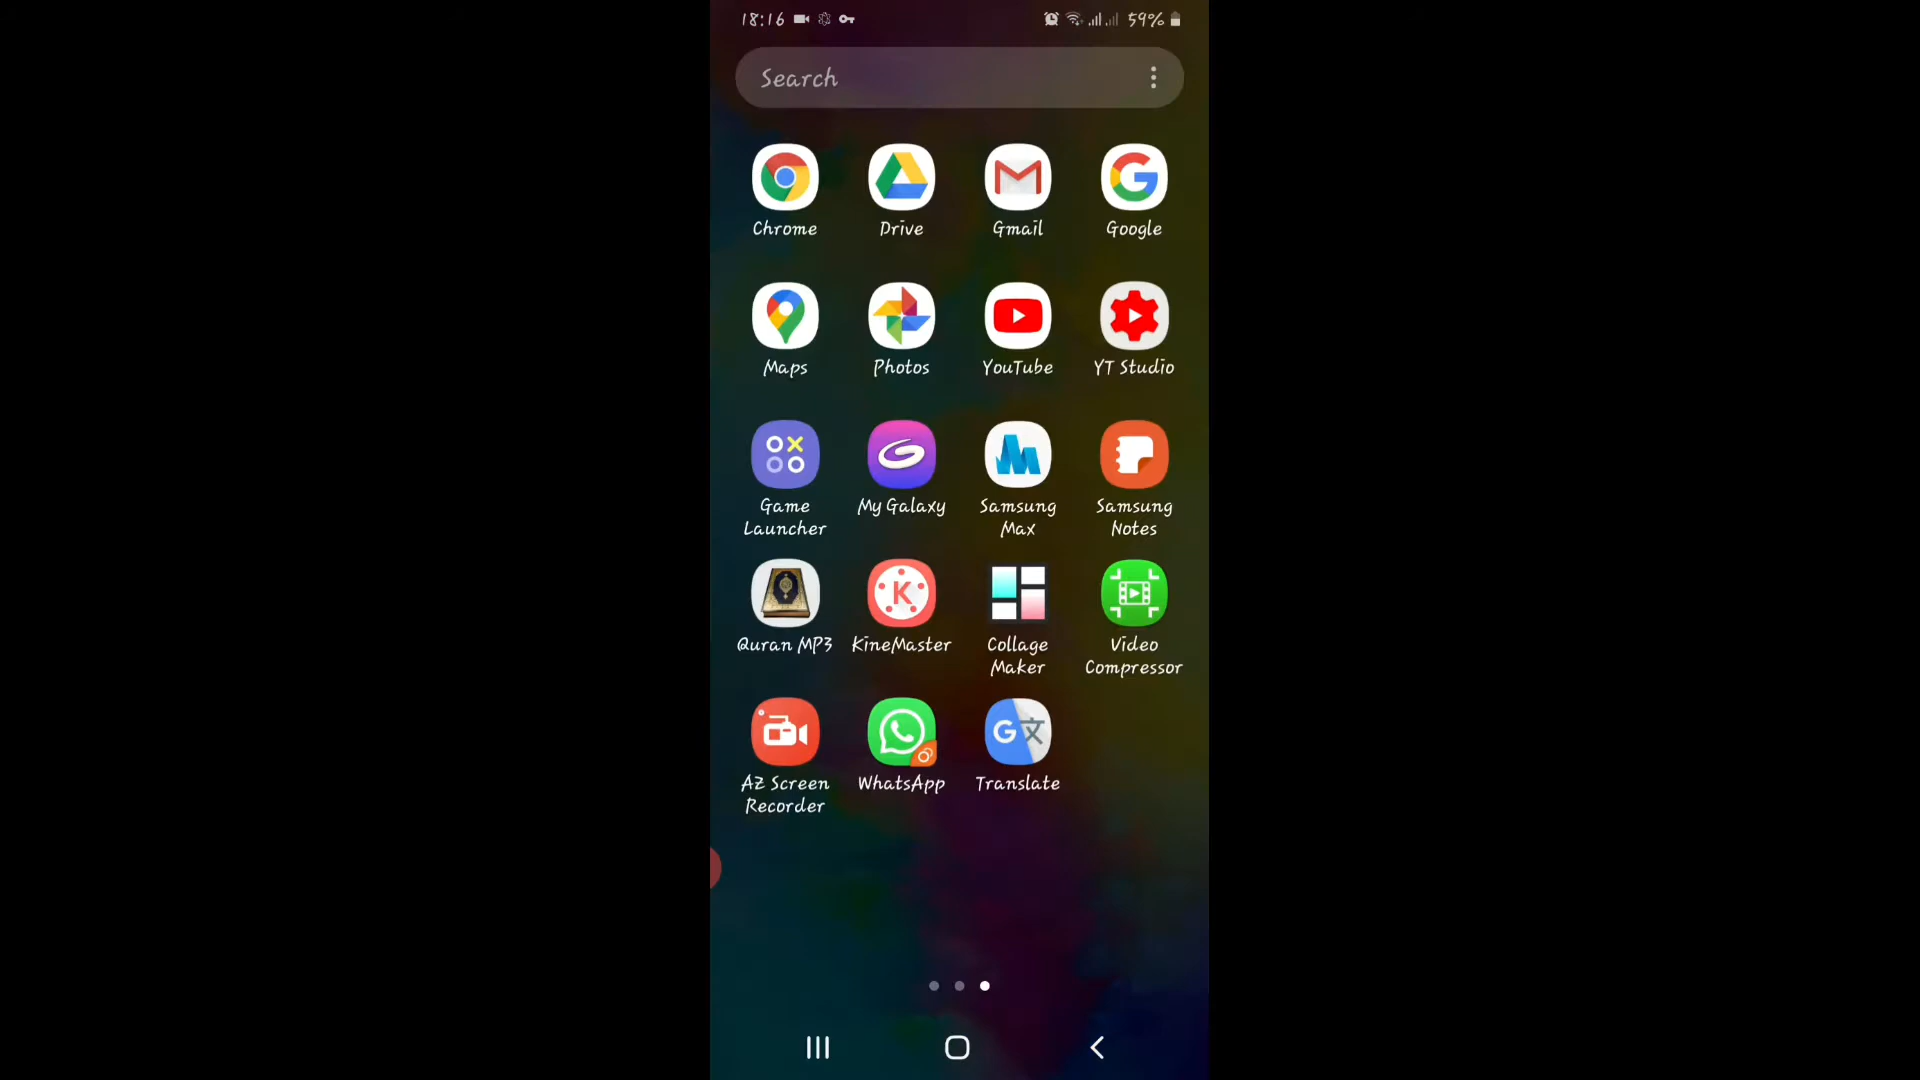 18:16
59%
Search
Chrome
Drive
Gmail
Google
Maps
Photos
YouTube
YT Studio
Game
Launcher
My Galaxy
Samsung
Max
Samsung
Notes
Quran MP3
KineMaster
Collage
Maker
Video
Compressor
AZ Screen
Recorder
WhatsApp
Translate